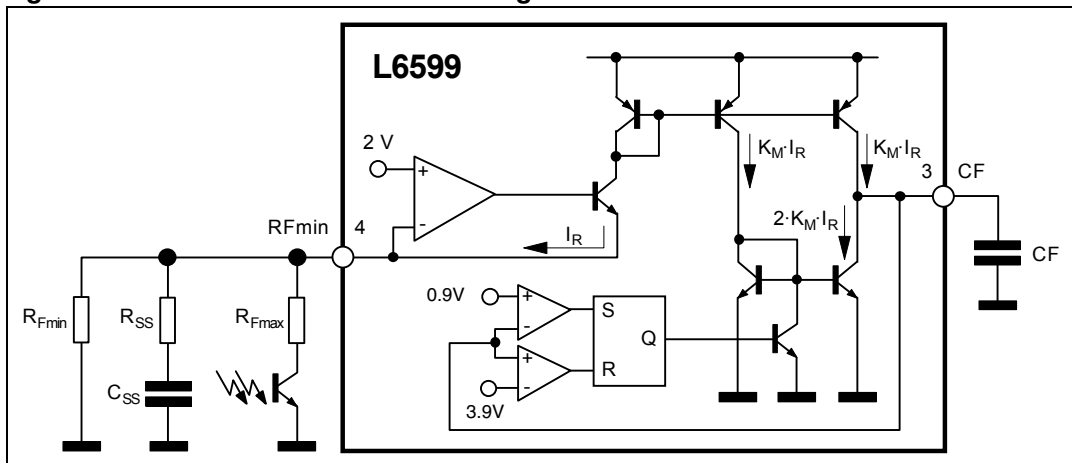 L6599
2 V
+
-
RFmin
4
I_R
K_M·I_R
K_M·I_R
3
CF
2·K_M·I_R
CF
R_Fmin
R_SS
R_Fmax
C_SS
0.9V
+
-
S
Q
+
-
R
3.9V